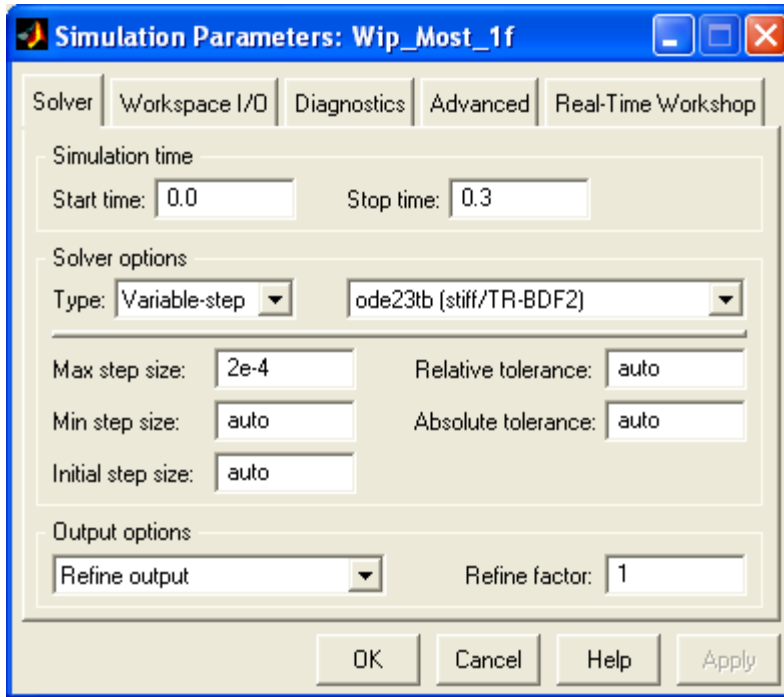 Simulation Parameters: Wip_Most_1f
Solver Workspace I/O Diagnostics Advanced Real-Time Workshop
Simulation time
Start time: 0.0 Stop time: 0.3
Solver options
Type: Variable-step ode23tb (stiff/TR-BDF2)
Max step size: 2e-4 Relative tolerance: auto
Min step size: auto Absolute tolerance: auto
Initial step size: auto
Output options
Refine output Refine factor: 1
OK Cancel Help Apply